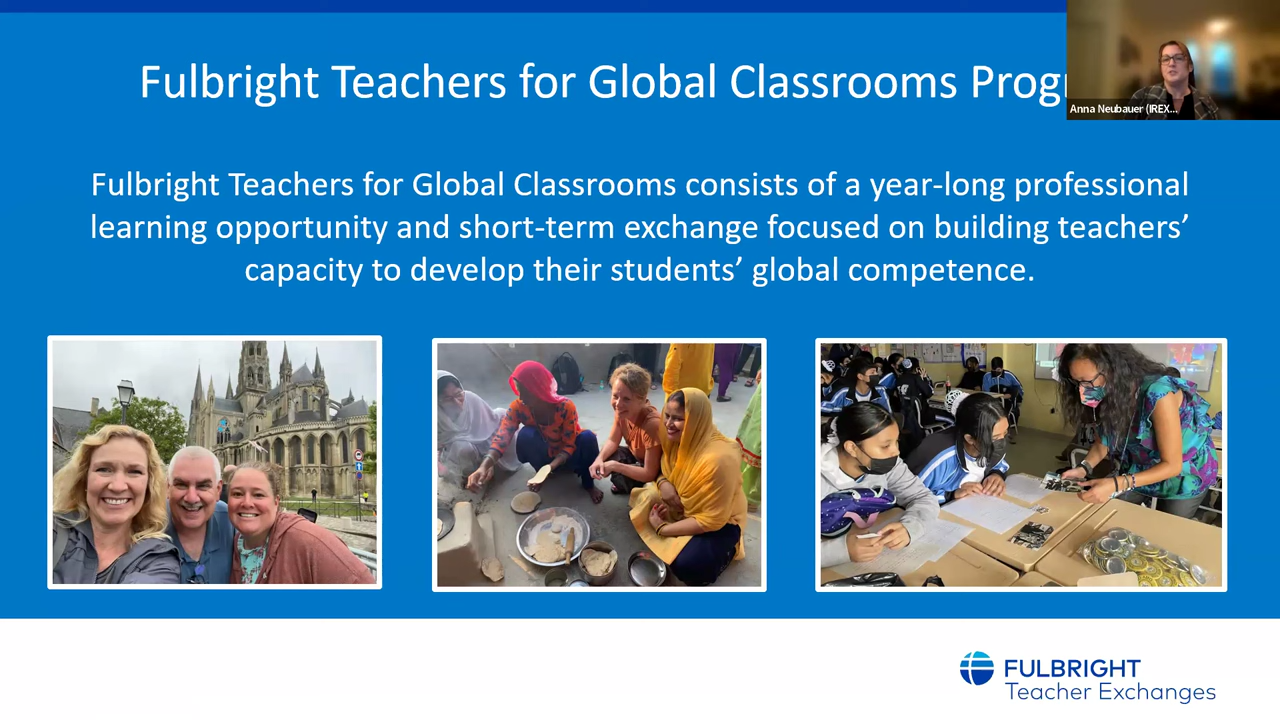 Fulbright Teachers for Global Classrooms Prog
Anna Neubauer (IREX...
Fulbright Teachers for Global Classrooms consists of a year-long professional
learning opportunity and short-term exchange focused on building teachers’
capacity to develop their students’ global competence.
FULBRIGHT
Teacher Exchanges